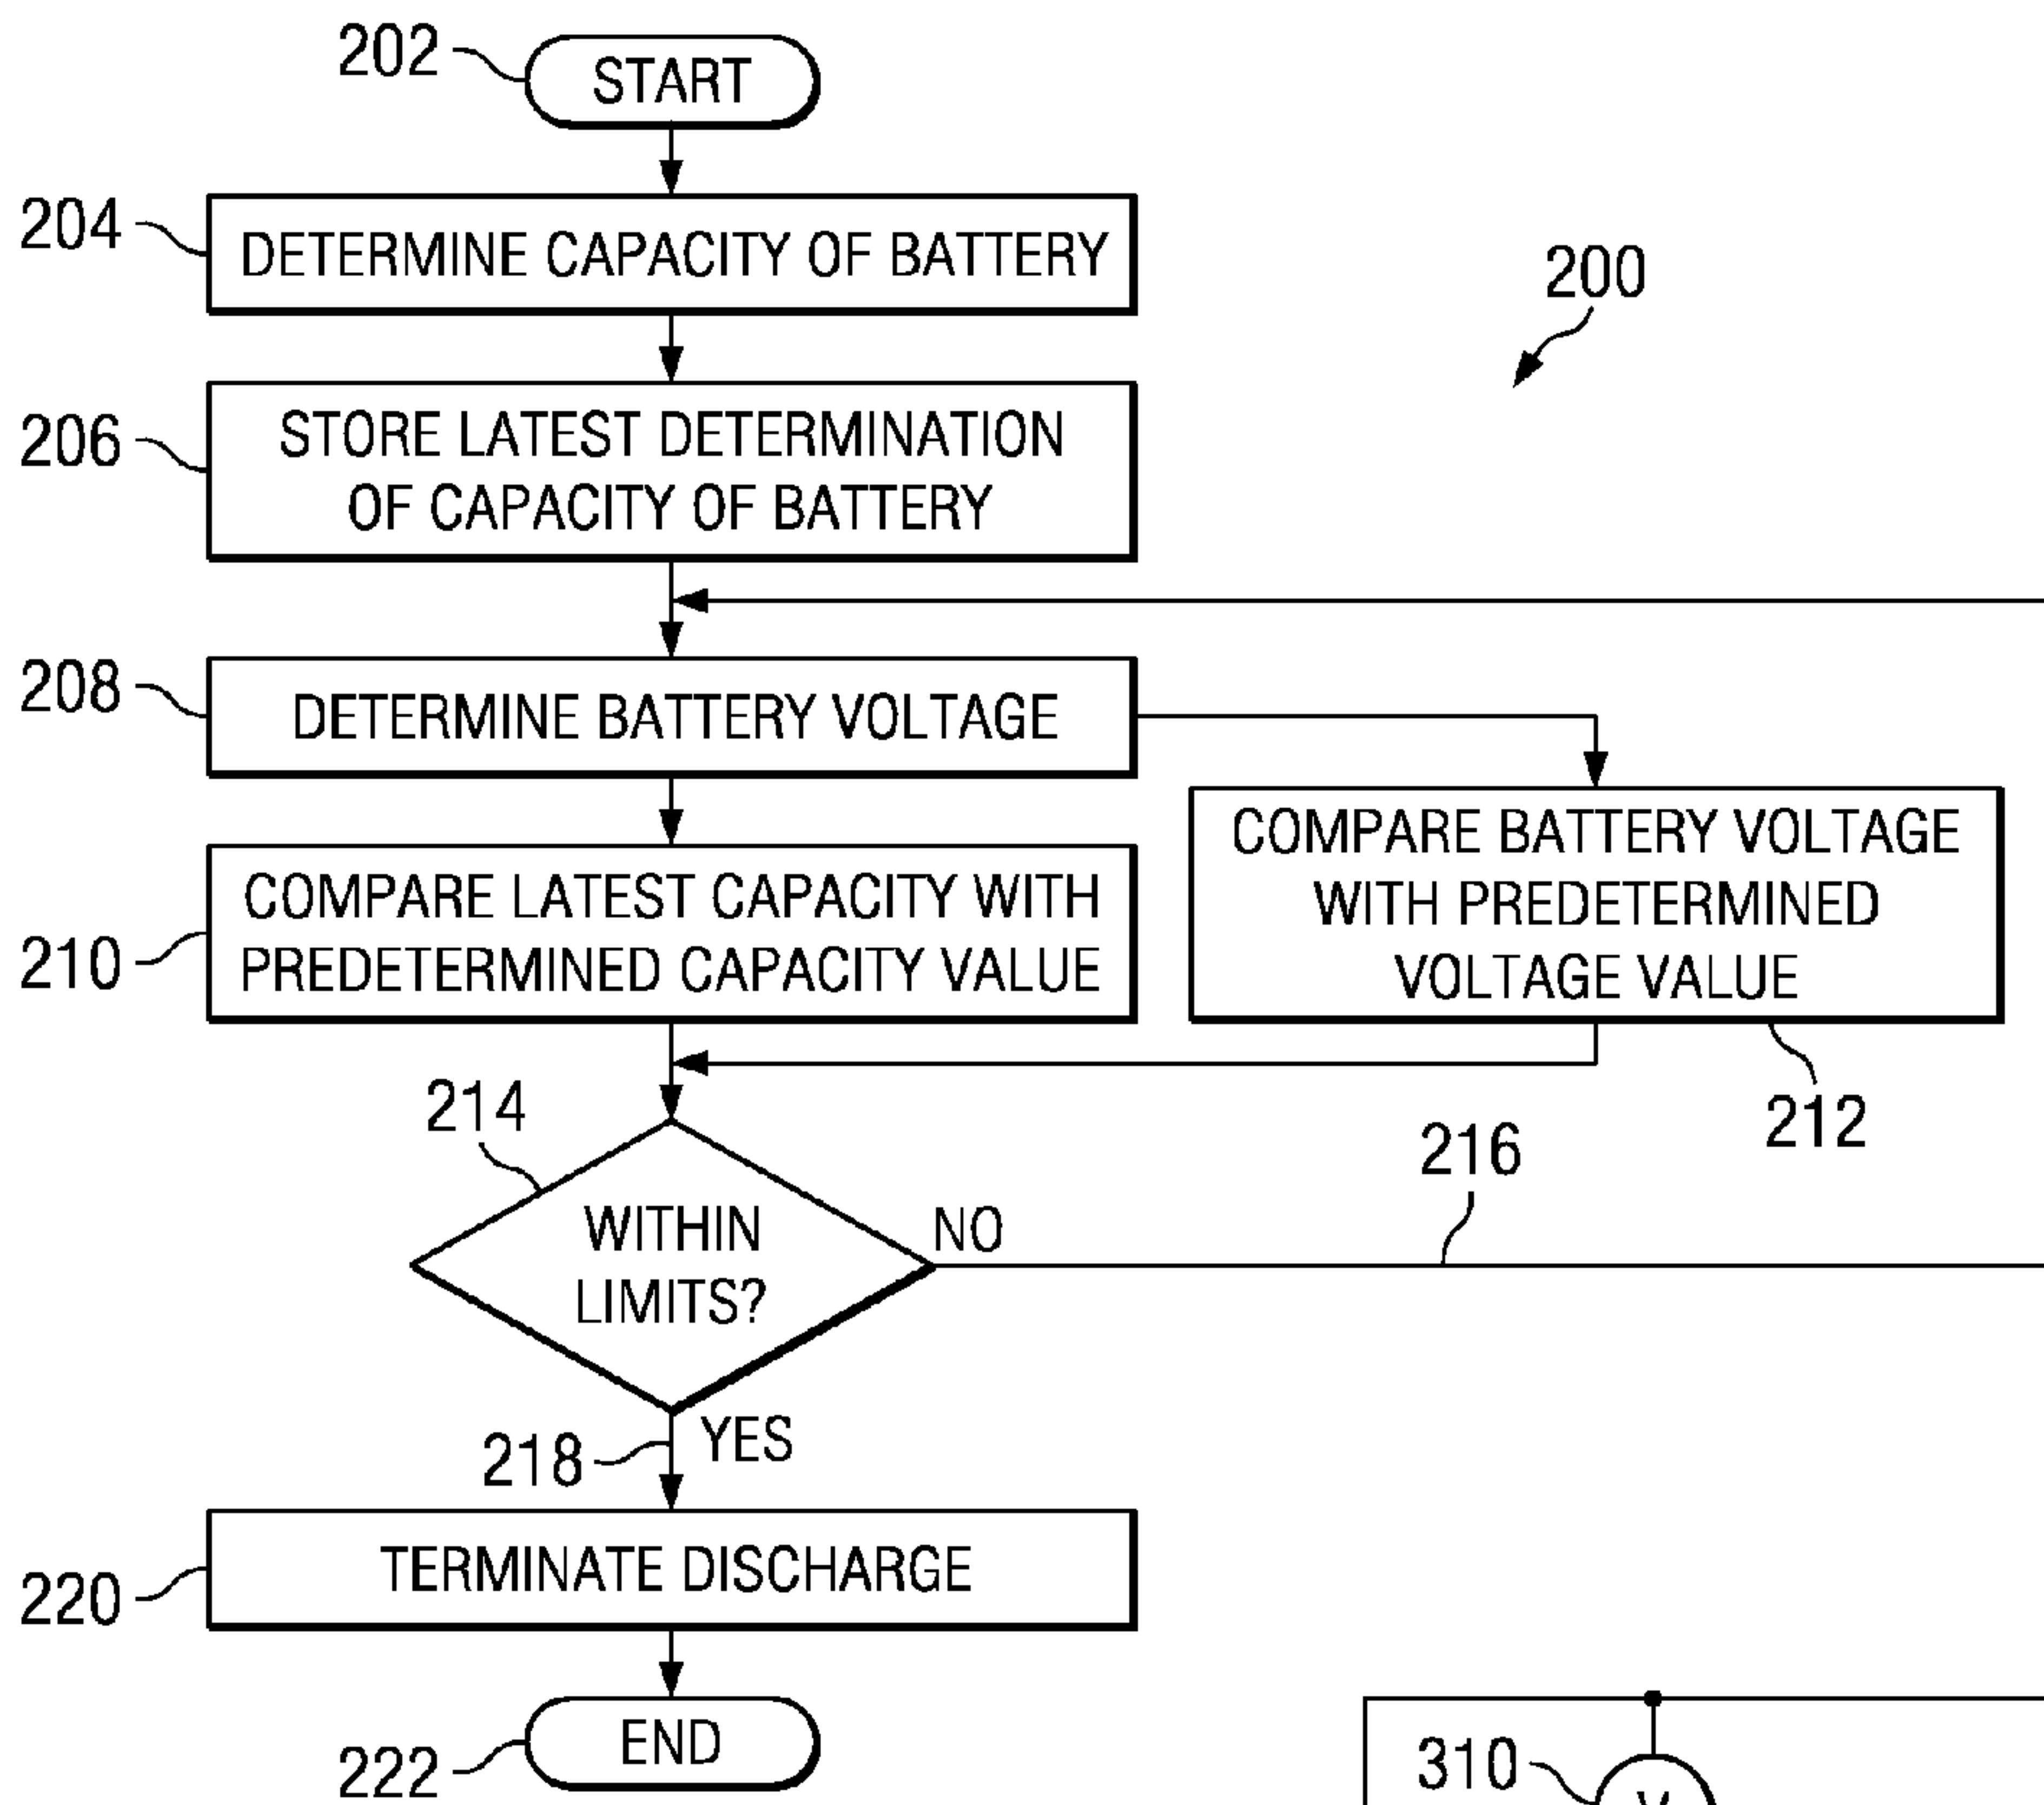 202
START
204
DETERMINE CAPACITY OF BATTERY
200
206
STORE LATEST DETERMINATION
OF CAPACITY OF BATTERY
208
DETERMINE BATTERY VOLTAGE
COMPARE BATTERY VOLTAGE
WITH PREDETERMINED
VOLTAGE VALUE
210
COMPARE LATEST CAPACITY WITH
PREDETERMINED CAPACITY VALUE
212
214
216
WITHIN
LIMITS?
NO
218
YES
220
TERMINATE DISCHARGE
222
END
310
V